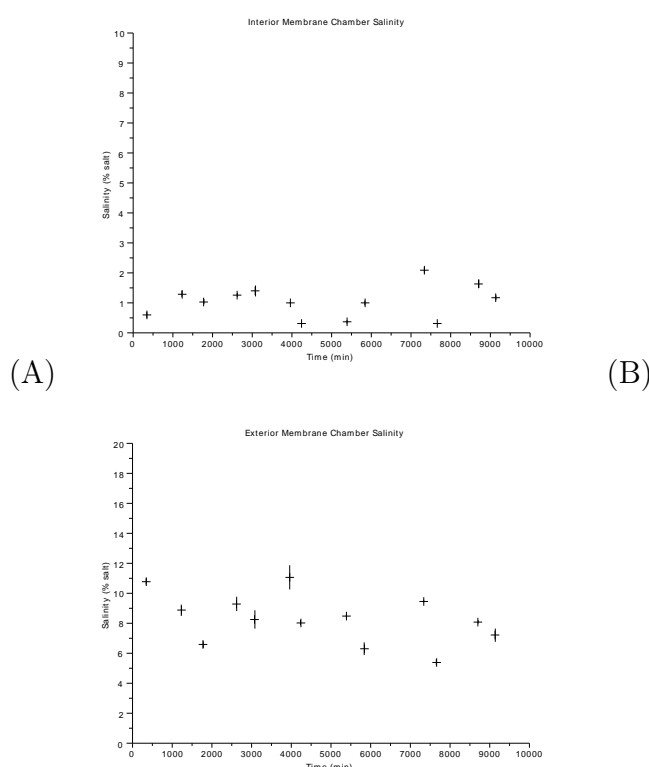 Interior Membrane Chamber Salinity
10
9
8
7
6
5
4
3
2
1
0
Salinity (% salt)
0 1000 2000 3000 4000 5000 6000 7000 8000 9000 10000
Time (min)
(A)
(B)
Exterior Membrane Chamber Salinity
20
18
16
14
12
10
8
6
4
2
0
Salinity (% salt)
0 1000 2000 3000 4000 5000 6000 7000 8000 9000 10000
Time (min)